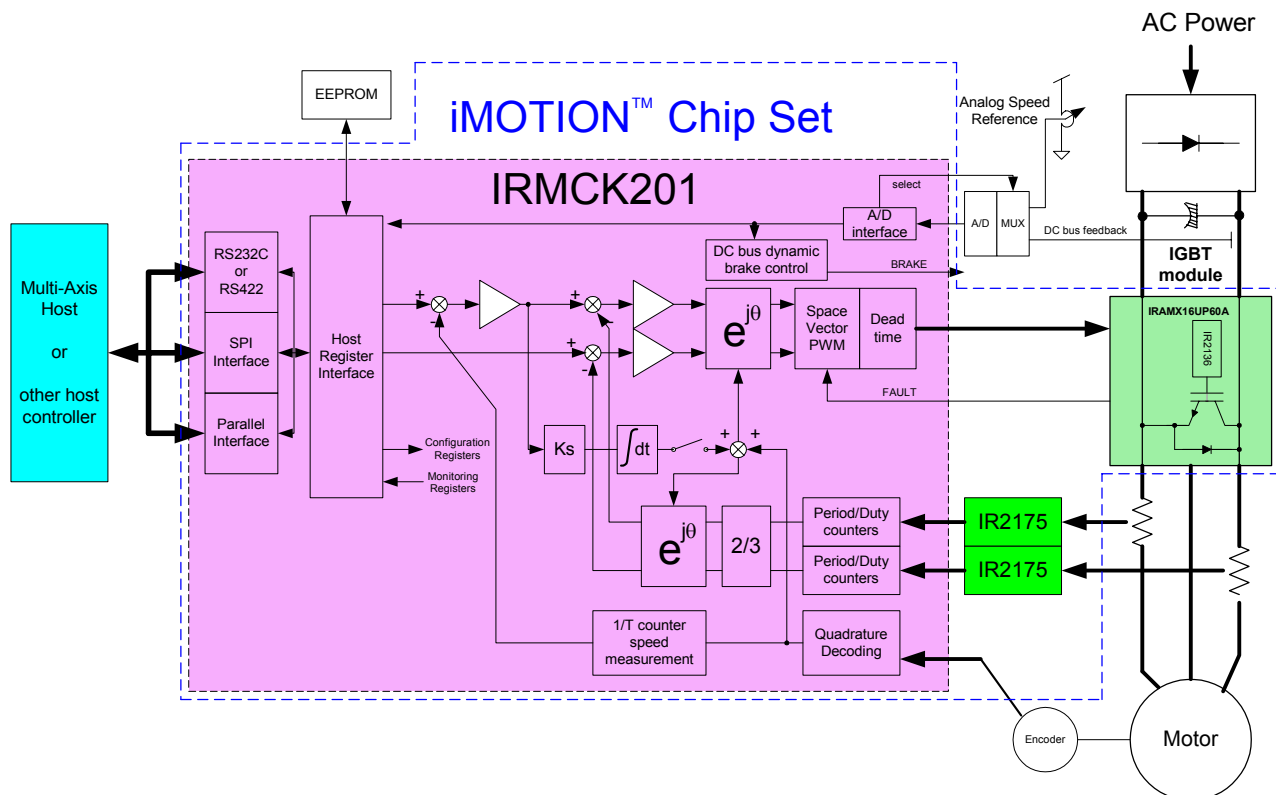 AC Power
EEPROM
iMOTION™ Chip Set
Analog Speed
Reference
IRMCK201
select
A/D
interface
A/D
MUX
DC bus feedback
DC bus dynamic
brake control
BRAKE
IGBT
module
Multi-Axis
Host
or
other host
controller
RS232C
or
RS422
SPI
Interface
Parallel
Interface
Host
Register
Interface
+
-
+
-
+
-
e^jθ
Space
Vector
PWM
Dead
time
IRAMX16UP60A
IR2136
FAULT
Configuration
Registers
Monitoring
Registers
Ks
∫dt
+
+
+
e^jθ
2/3
Period/Duty
counters
Period/Duty
counters
IR2175
IR2175
1/T counter
speed
measurement
Quadrature
Decoding
Encoder
Motor